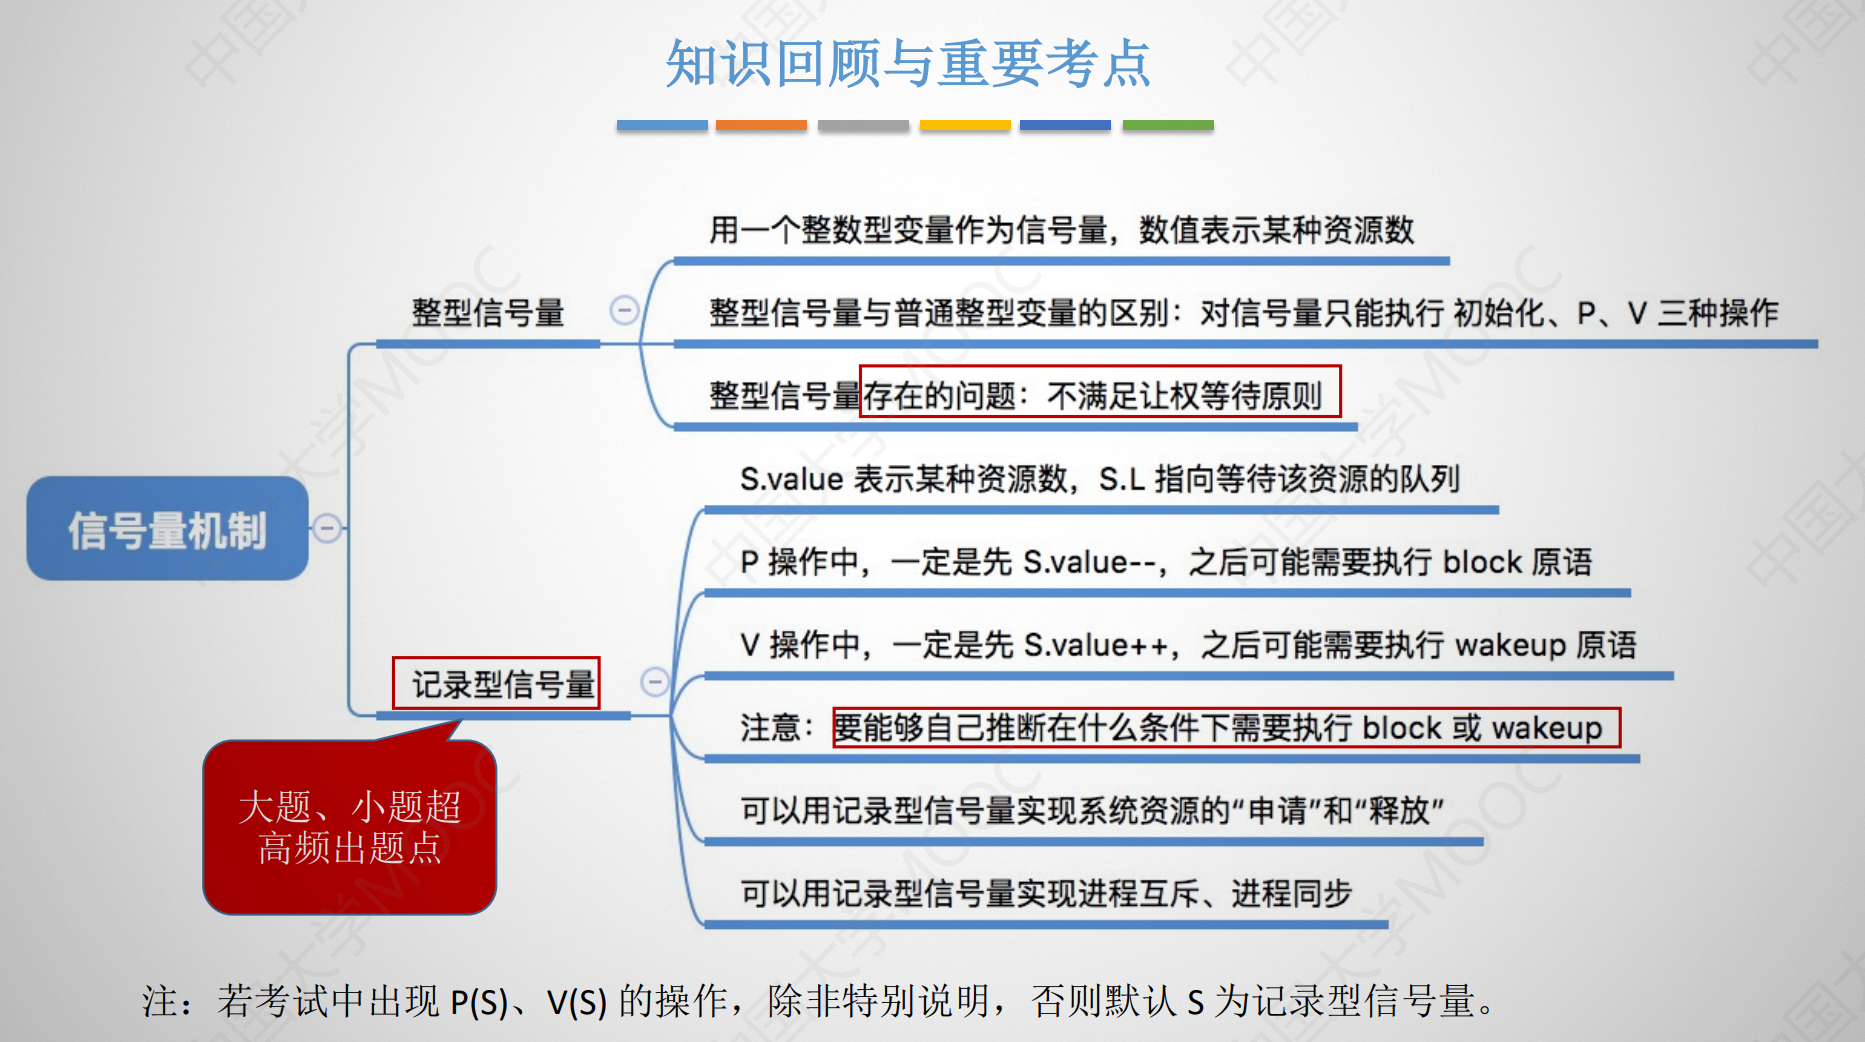 知识回顾与重要考点
用一个整数型变量作为信号量，数值表示某种资源数
整型信号量
整型信号量与普通整型变量的区别：对信号量只能执行 初始化、P、V 三种操作
整型信号量存在的问题：不满足让权等待原则
信号量机制
S.value 表示某种资源数，S.L 指向等待该资源的队列
P 操作中，一定是先 S.value--，之后可能需要执行 block 原语
V 操作中，一定是先 S.value++，之后可能需要执行 wakeup 原语
记录型信号量
注意：要能够自己推断在什么条件下需要执行 block 或 wakeup
可以用记录型信号量实现系统资源的“申请”和“释放”
可以用记录型信号量实现进程互斥、进程同步
大题、小题超
高频出题点
注：若考试中出现 P(S)、V(S) 的操作，除非特别说明，否则默认 S 为记录型信号量。
中国大学MOOC